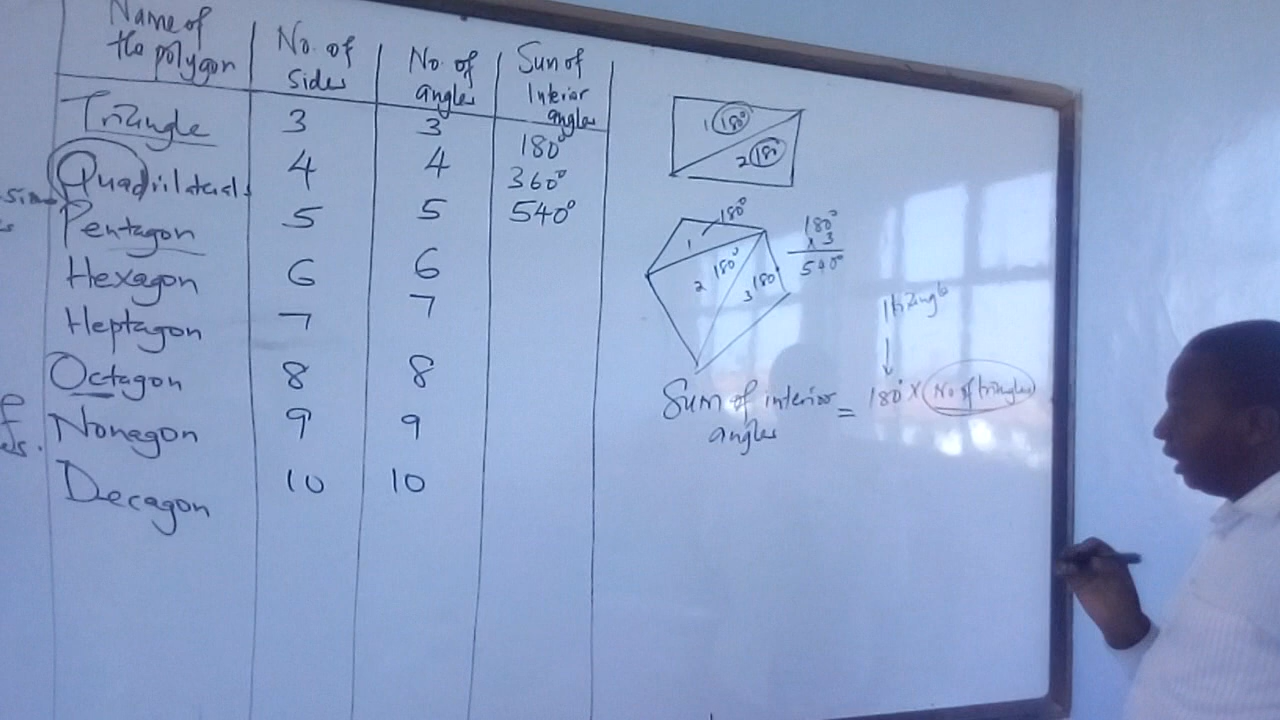 Name of the polygon No. of sides No. of angles Sum of Interior angles
Triangle 3 3 180°
Quadrilateral 4 4 360°
Pentagon 5 5 540°
Hexagon 6 6
Heptagon 7 7
Octagon 8 8
Nonegon 9 9
Decagon 10 10
1 180°
2 180°
180°
1
2 180°
3 180°
180°
x 3
540°
1 triangle
Sum of interior angles = 180° x No of triangles